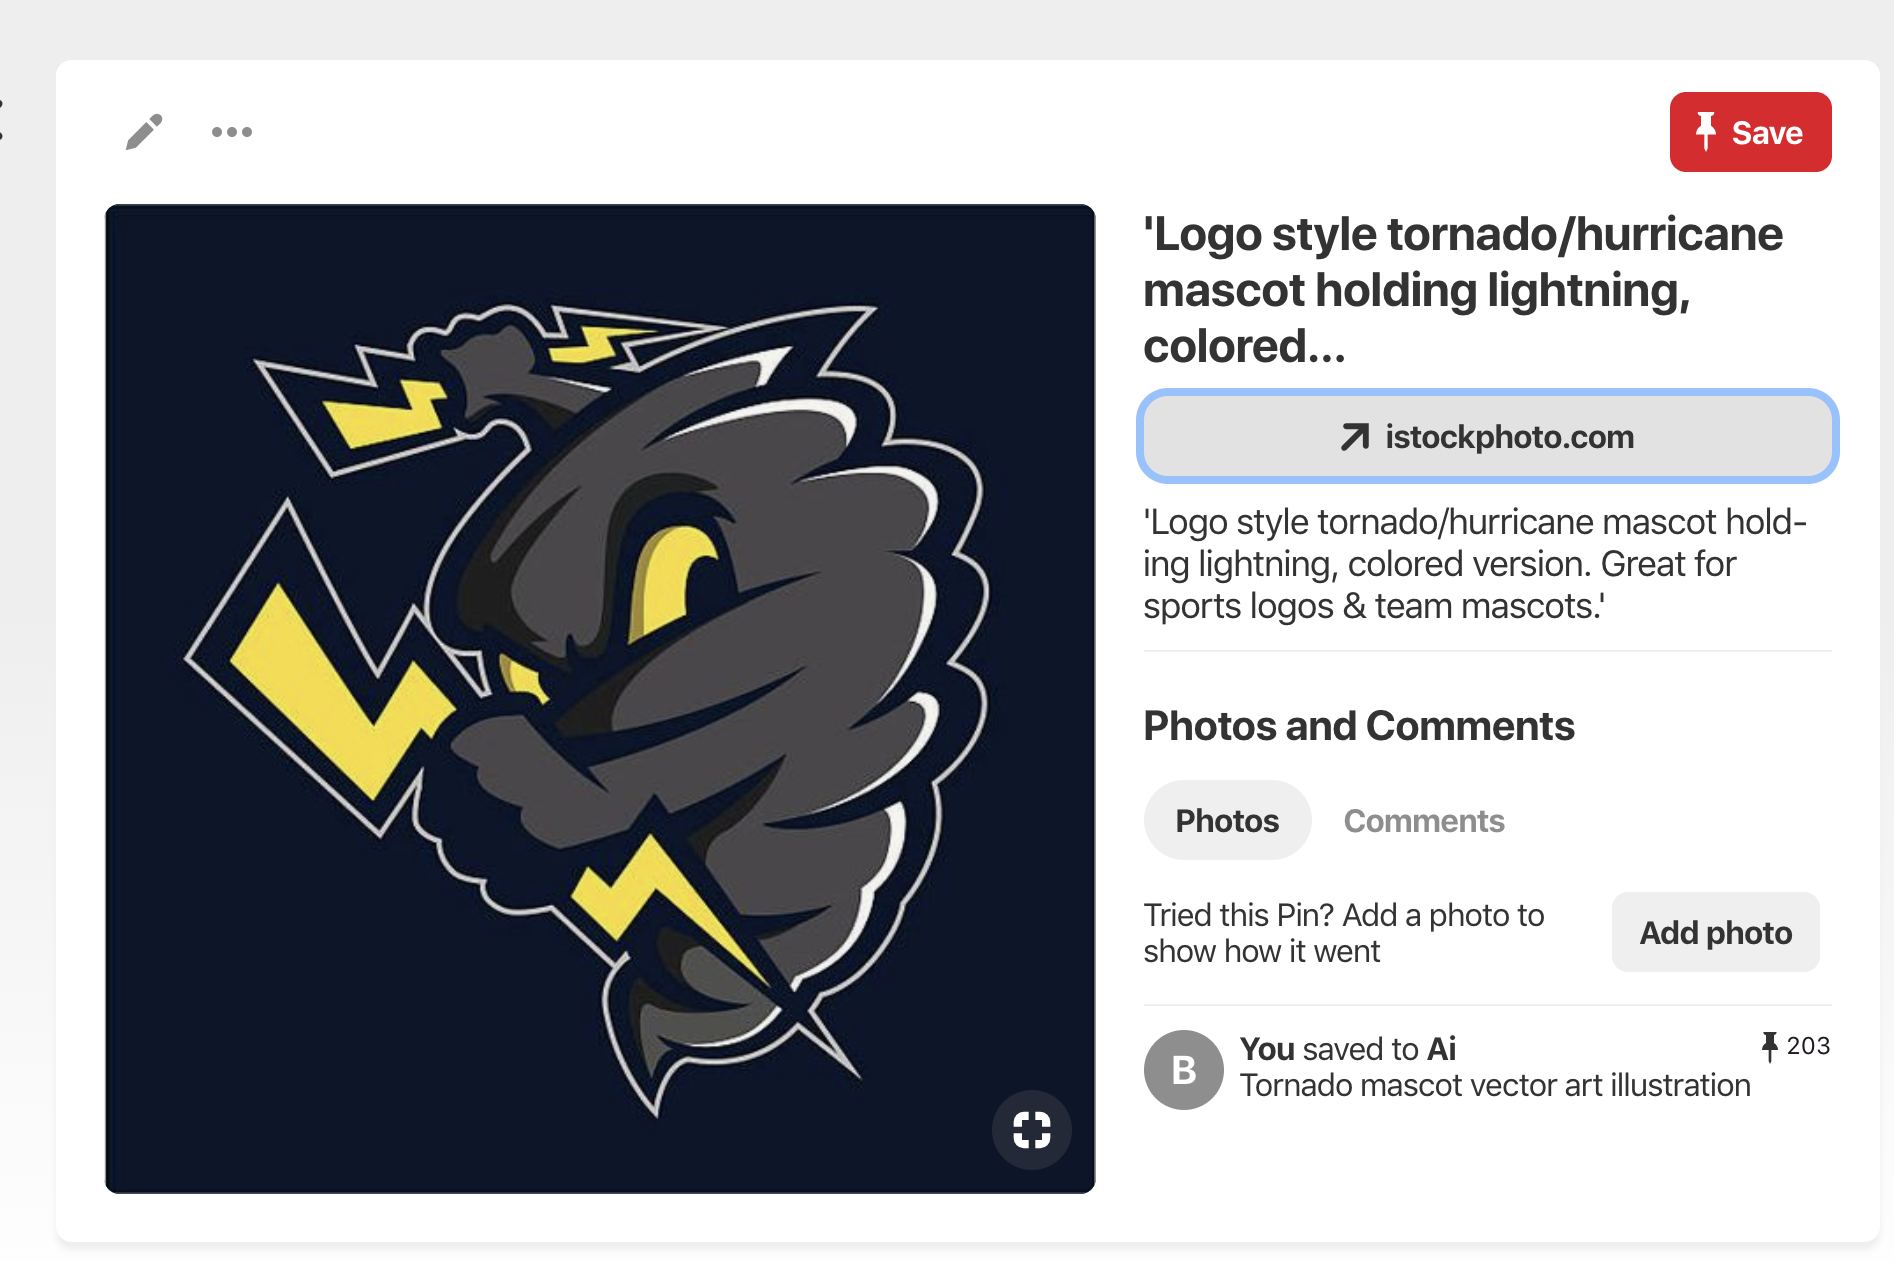 Save
'Logo style tornado/hurricane
mascot holding lightning,
colored...
istockphoto.com
'Logo style tornado/hurricane mascot hold-
ing lightning, colored version. Great for
sports logos & team mascots.'
Photos and Comments
Photos Comments
Tried this Pin? Add a photo to
show how it went
Add photo
B
You saved to Ai
203
Tornado mascot vector art illustration